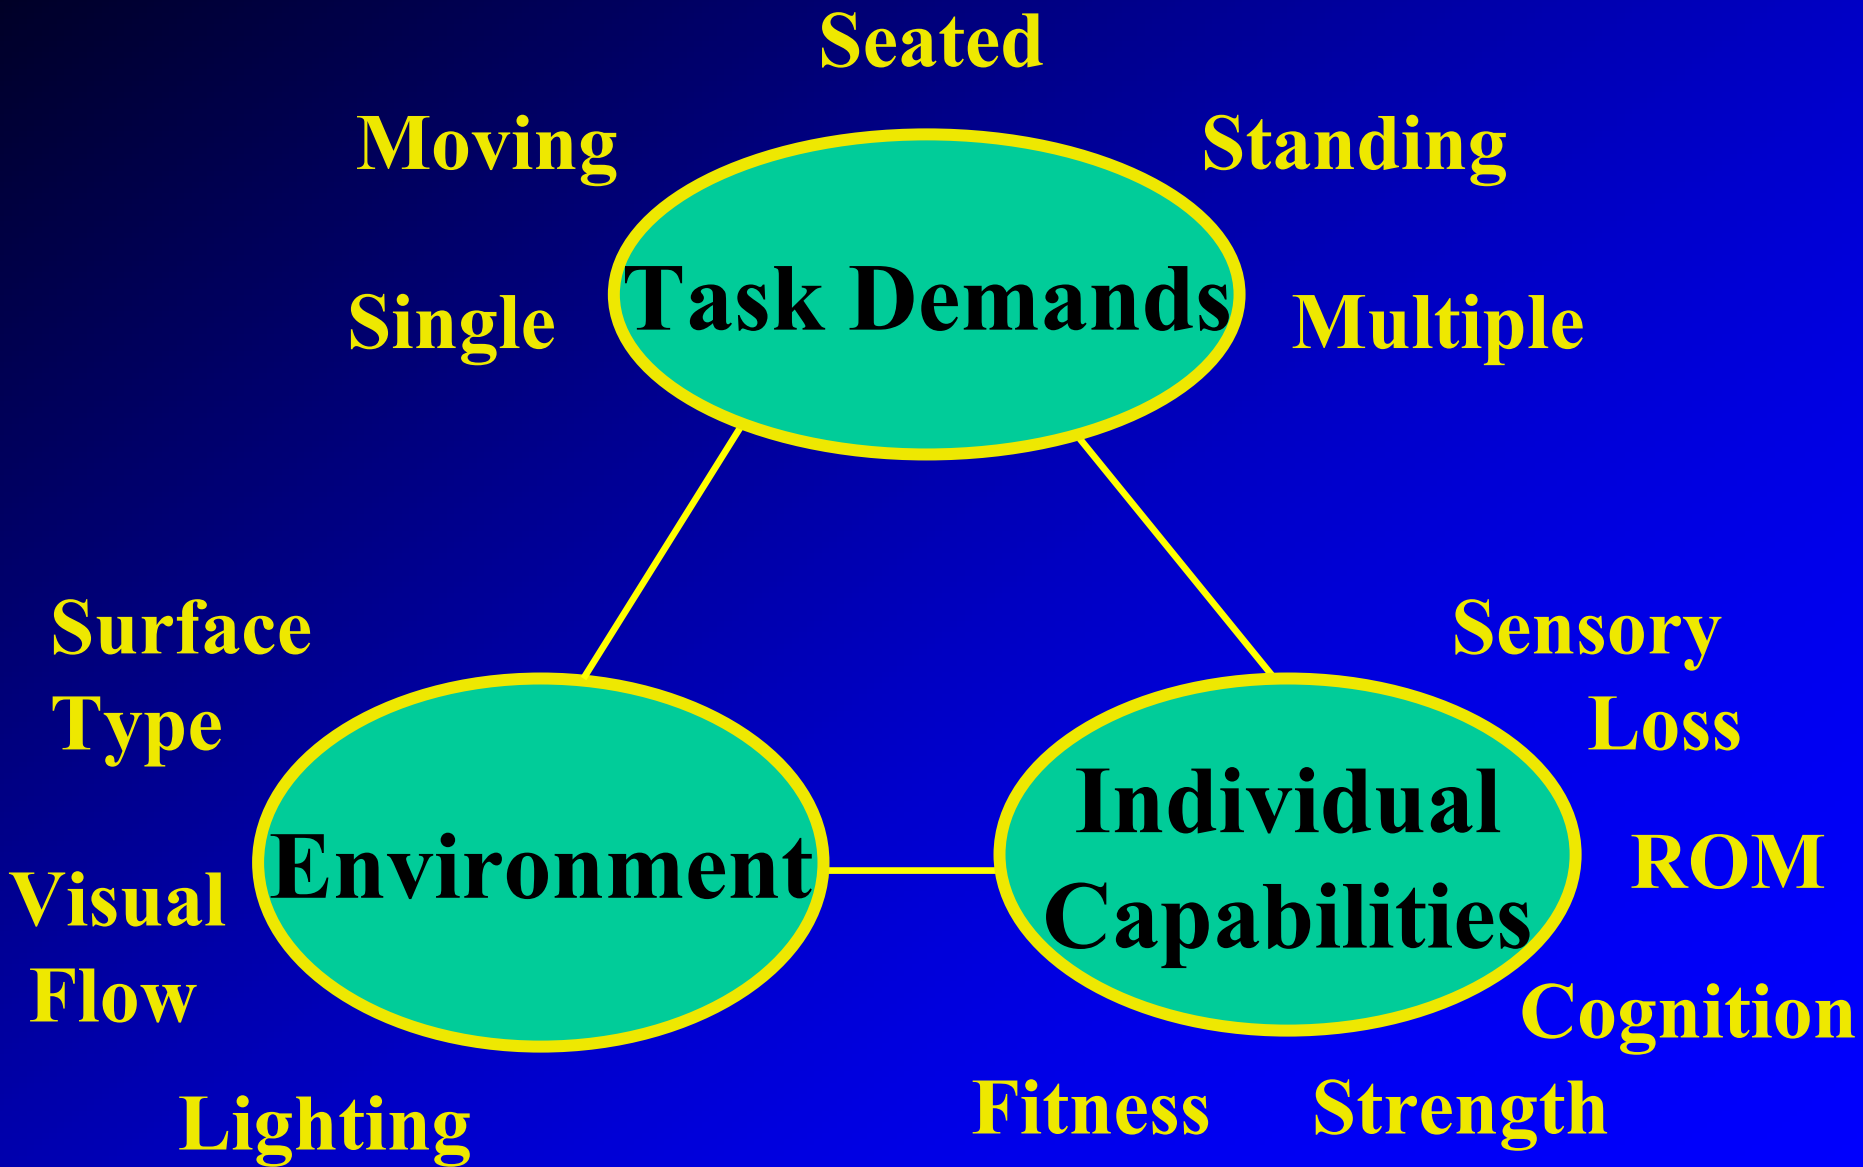 Seated
Moving
Standing
Single
Task Demands
Multiple
Surface
Type
Sensory
Loss
Environment
Individual
Capabilities
Visual
Flow
ROM
Cognition
Lighting
Fitness
Strength